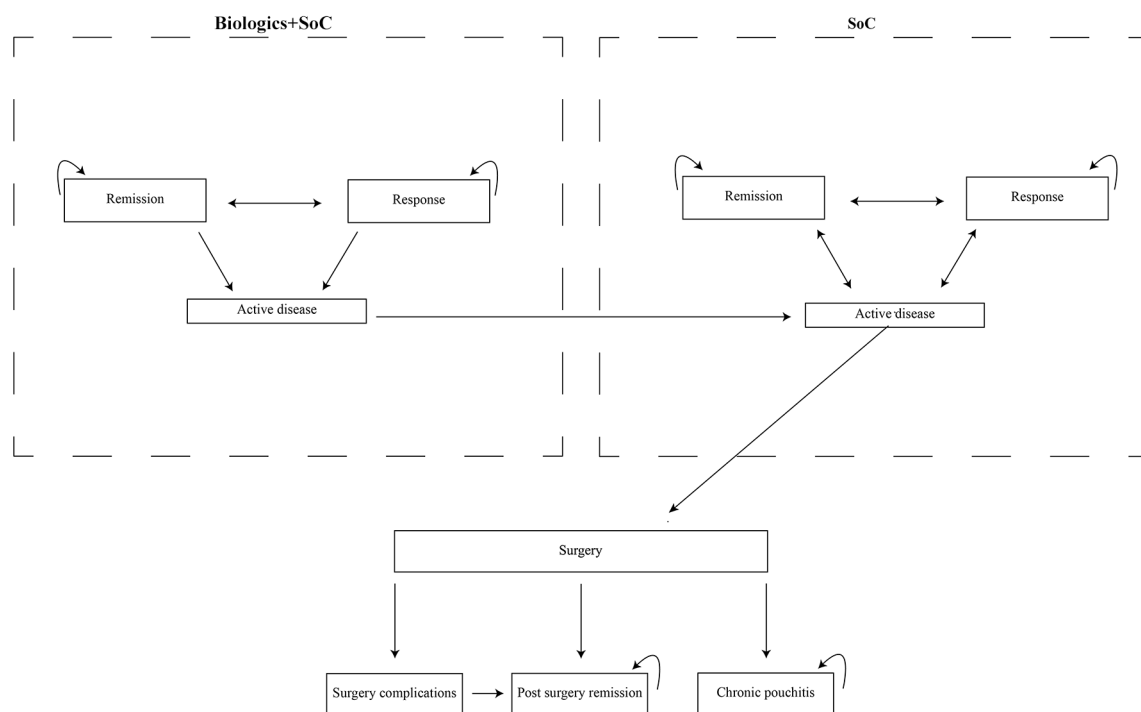 Biologics+SoC
SoC
Remission
Response
Remission
Response
Active disease
Active disease
Surgery
Surgery complications
Post surgery remission
Chronic pouchitis